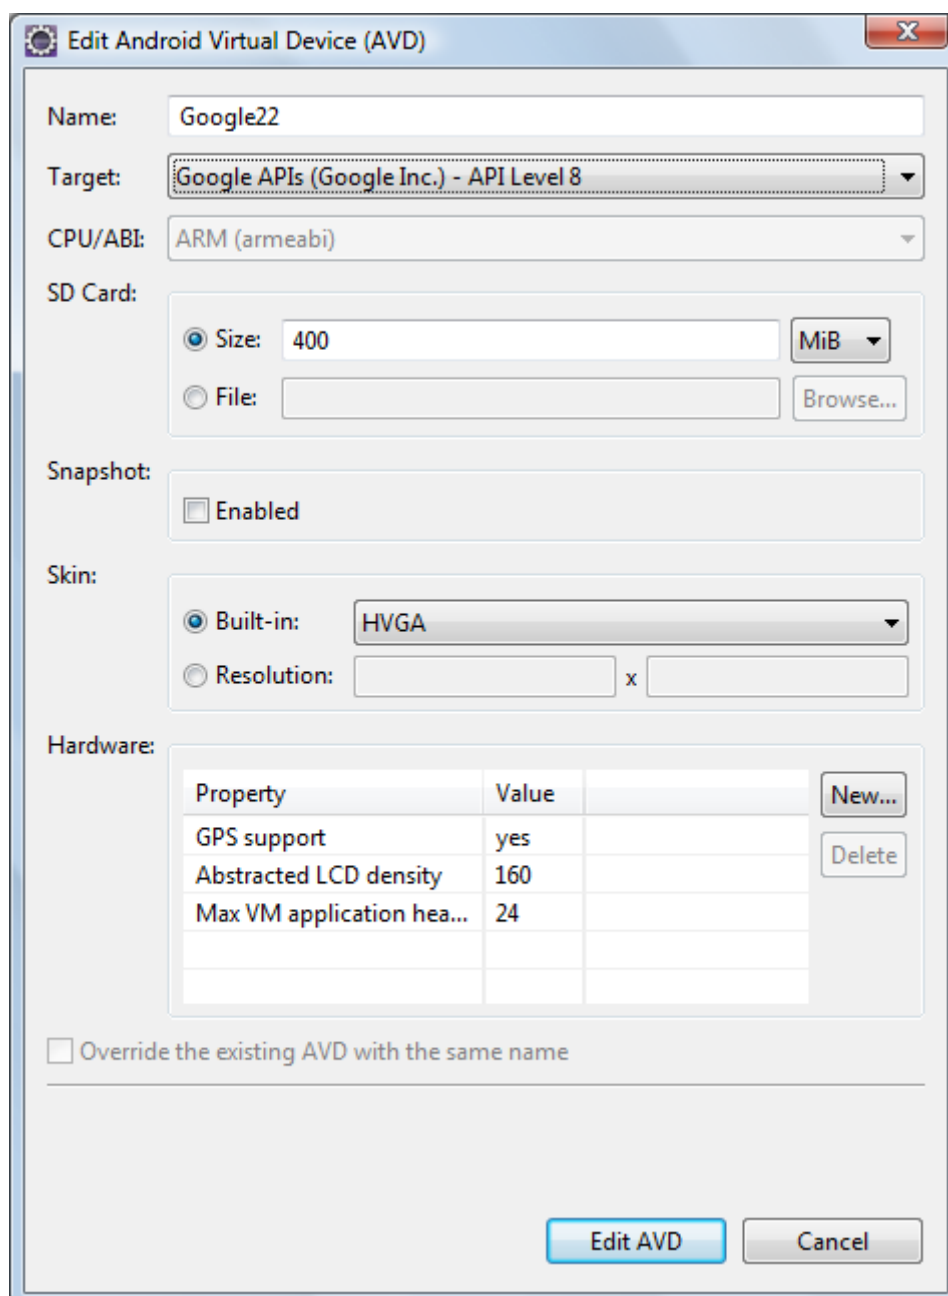 Edit Android Virtual Device (AVD)
Name: Google22
Target: Google APIs (Google Inc.) - API Level 8
CPU/ABI: ARM (armeabi)
SD Card:
Size: 400 MiB
File: Browse...
Snapshot:
Enabled
Skin:
Built-in: HVGA
Resolution: x
Hardware:
Property Value New...
GPS support yes
Delete
Abstracted LCD density 160
Max VM application hea... 24
Override the existing AVD with the same name
Edit AVD Cancel